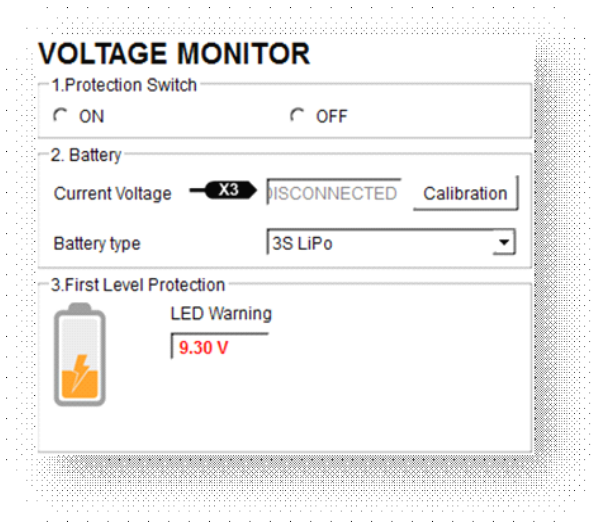 VOLTAGE MONITOR
1.Protection Switch
ON OFF
2. Battery
Current Voltage X3 DISCONNECTED Calibration
Battery type 3S LiPo
3.First Level Protection
LED Warning
9.30 V